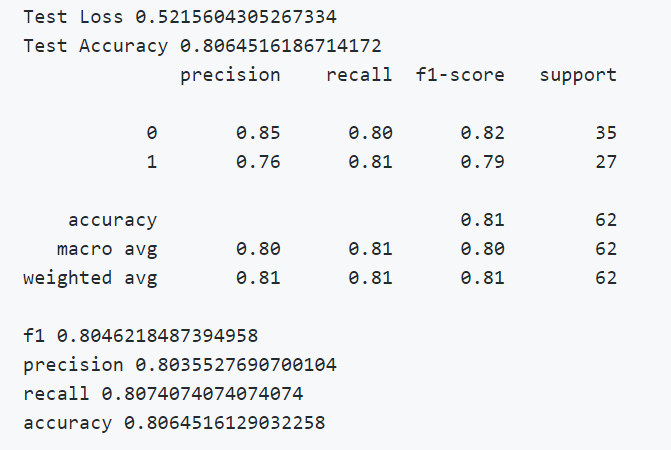 Test Loss 0.5215604305267334
Test Accuracy 0.8064516186714172
precision recall f1-score support
0 0.85 0.80 0.82 35
1 0.76 0.81 0.79 27
accuracy 0.81 62
macro avg 0.80 0.81 0.80 62
weighted avg 0.81 0.81 0.81 62
f1 0.8046218487394958
precision 0.8035527690700104
recall 0.8074074074074074
accuracy 0.8064516129032258